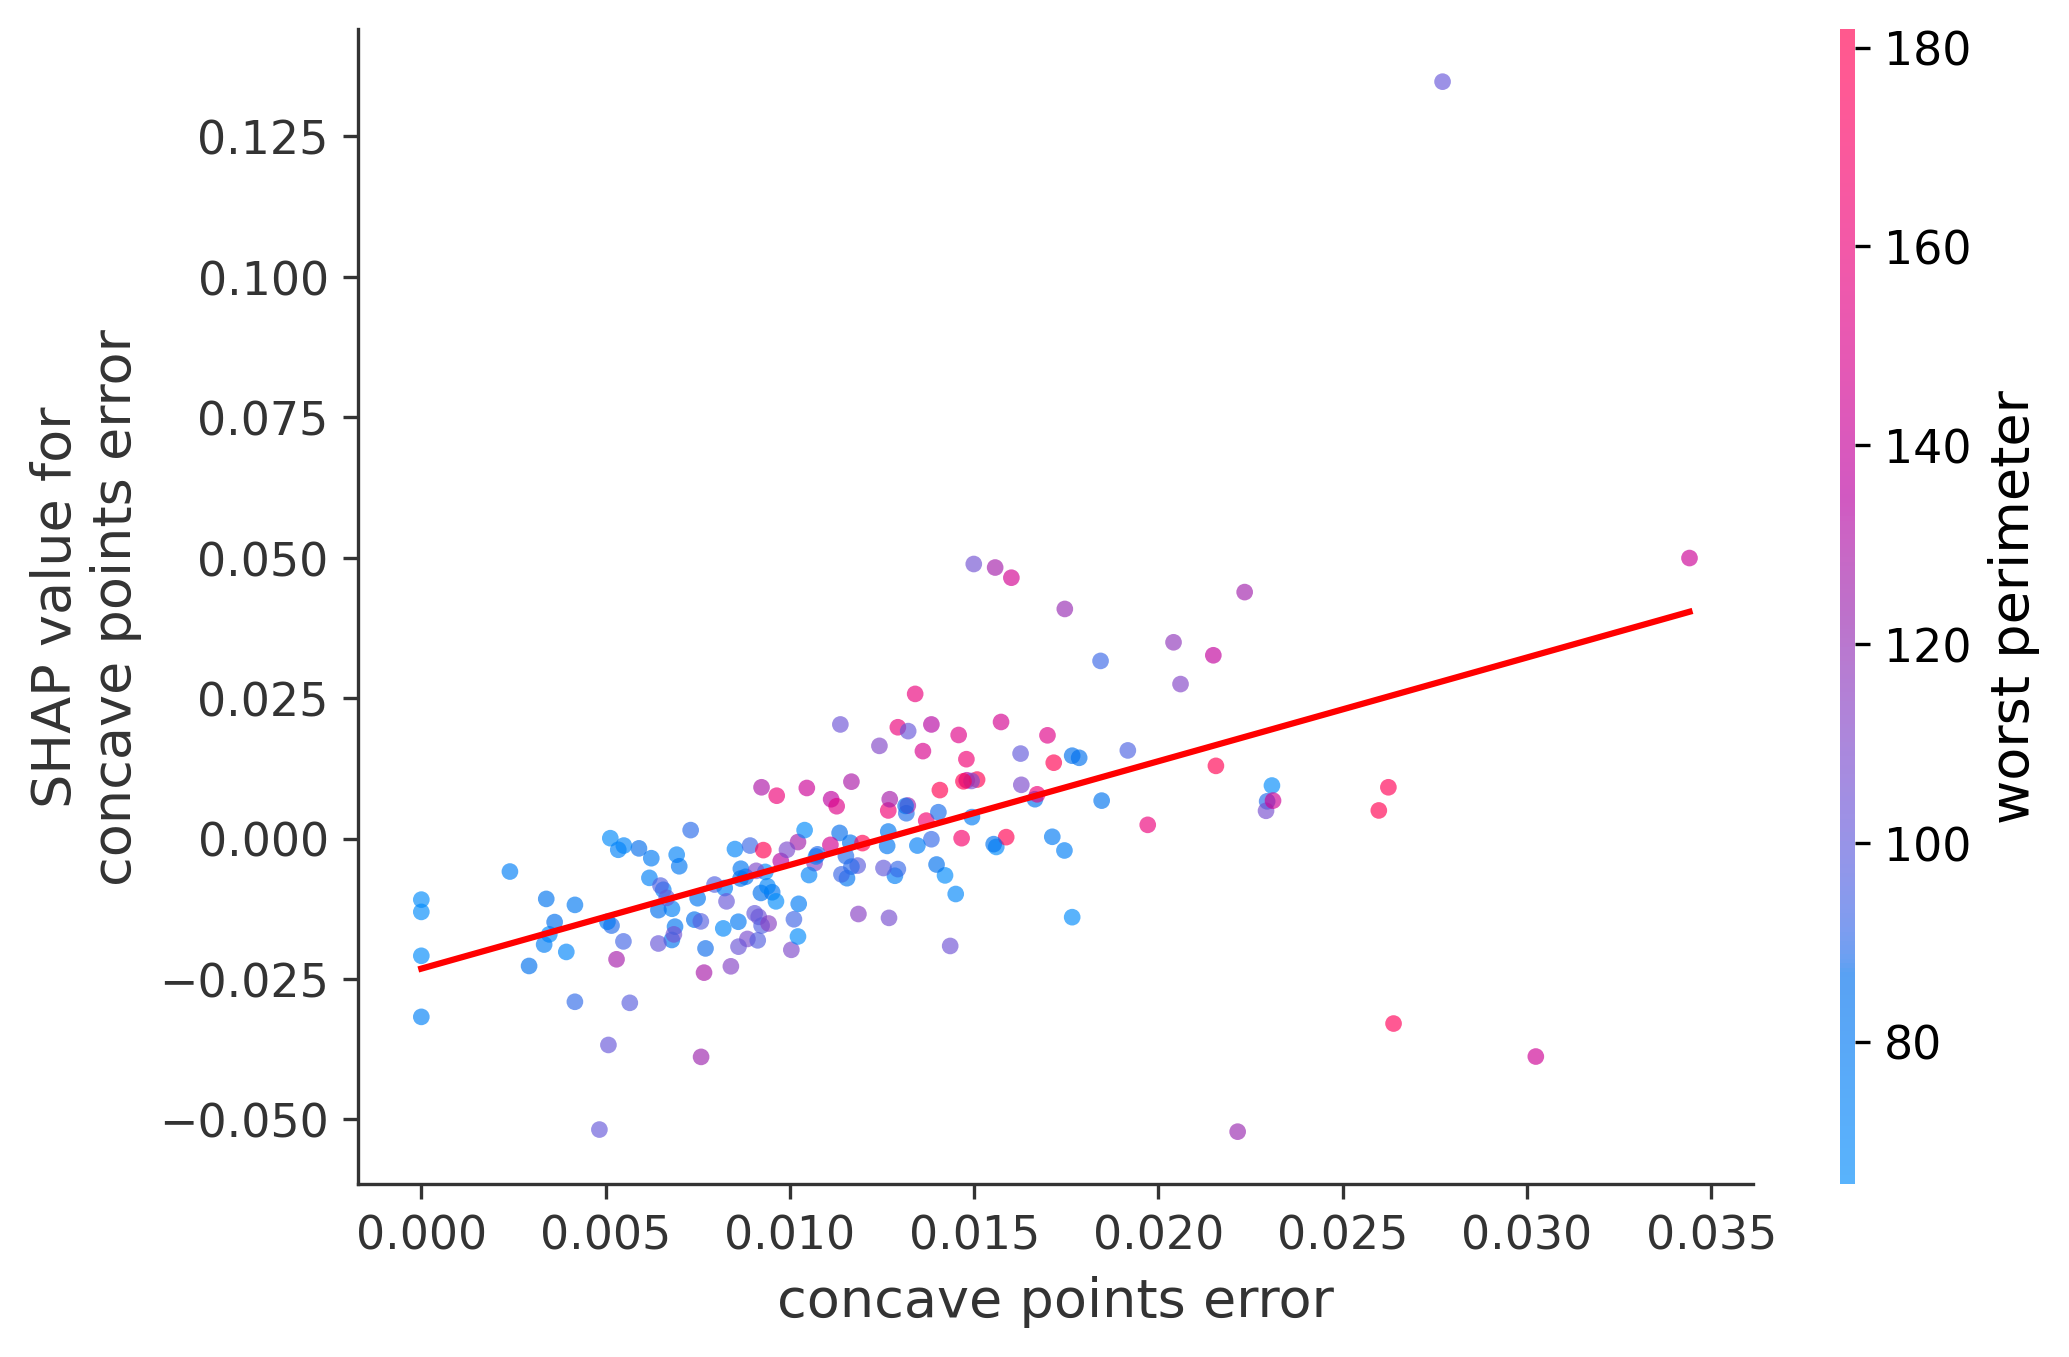 SHAP value for
concave points error
0.125
0.100
0.075
0.050
0.025
0.000
−0.025
−0.050
0.000 0.005 0.010 0.015 0.020 0.025 0.030 0.035
concave points error
180
160
140
120
100
80
worst perimeter